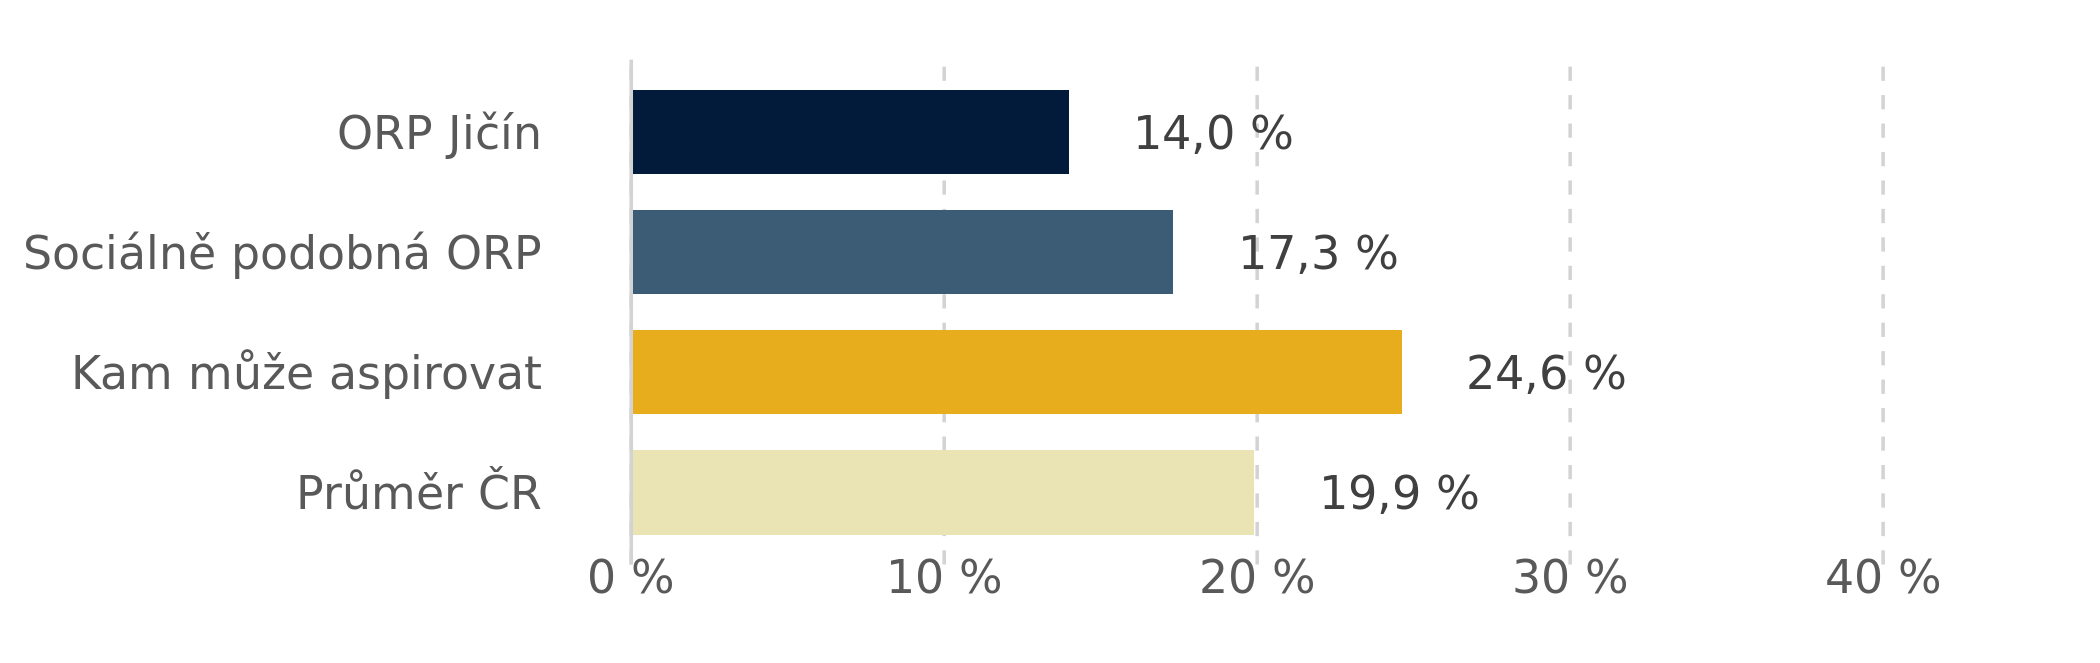 ORP Jičín
14,0 %
Sociálně podobná ORP
17,3 %
Kam může aspirovat
24,6 %
Průměr ČR
19,9 %
0 %
10 %
20 %
30 %
40 %